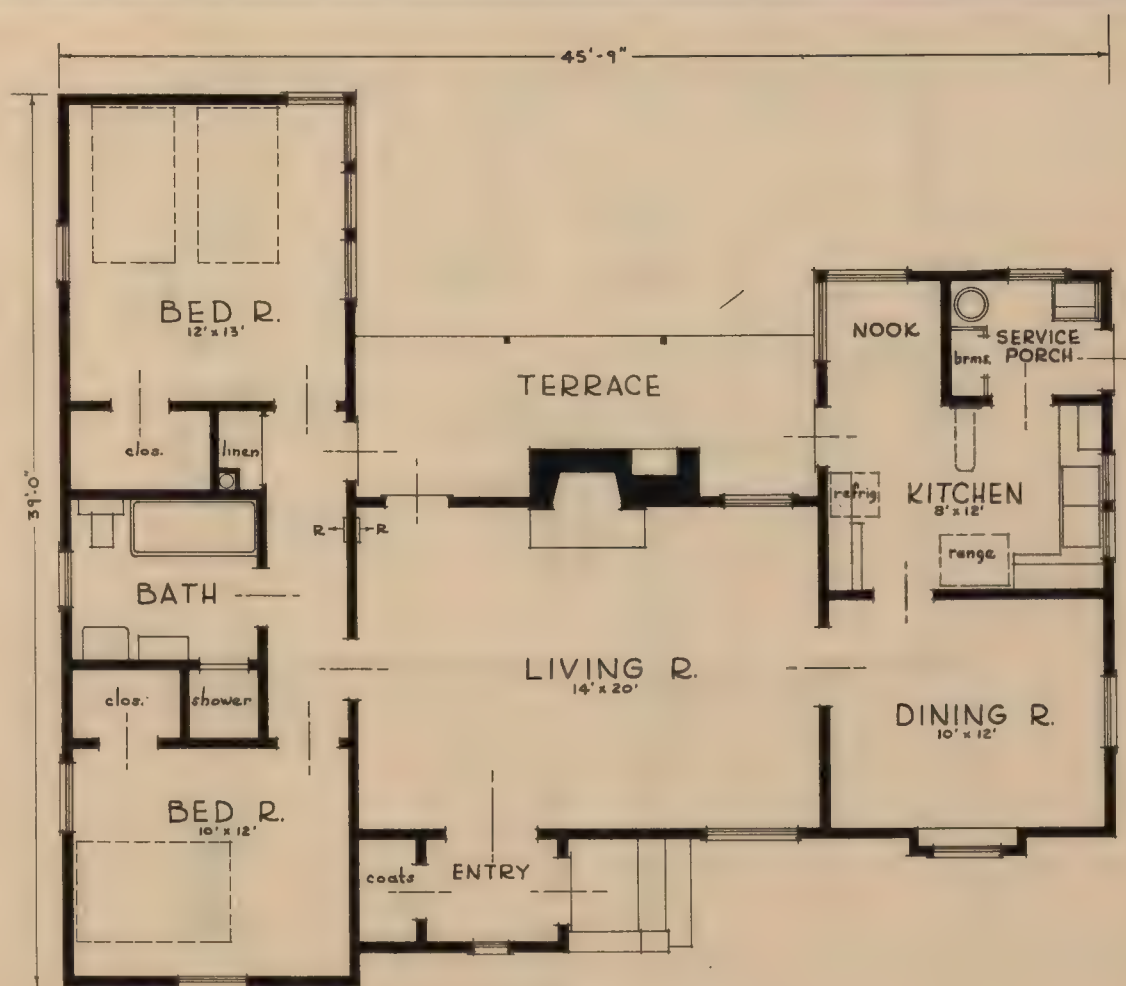 45'-9"
39'-0"
BED R.
12' x 13'
NOOK
SERVICE
PORCH
brms.
TERRACE
clos.
linen
refrig.
KITCHEN
8' x 12'
R R
range
BATH
LIVING R.
14' x 20'
clos.
shower
DINING R.
10' x 12'
BED R.
10' x 12'
coats
ENTRY